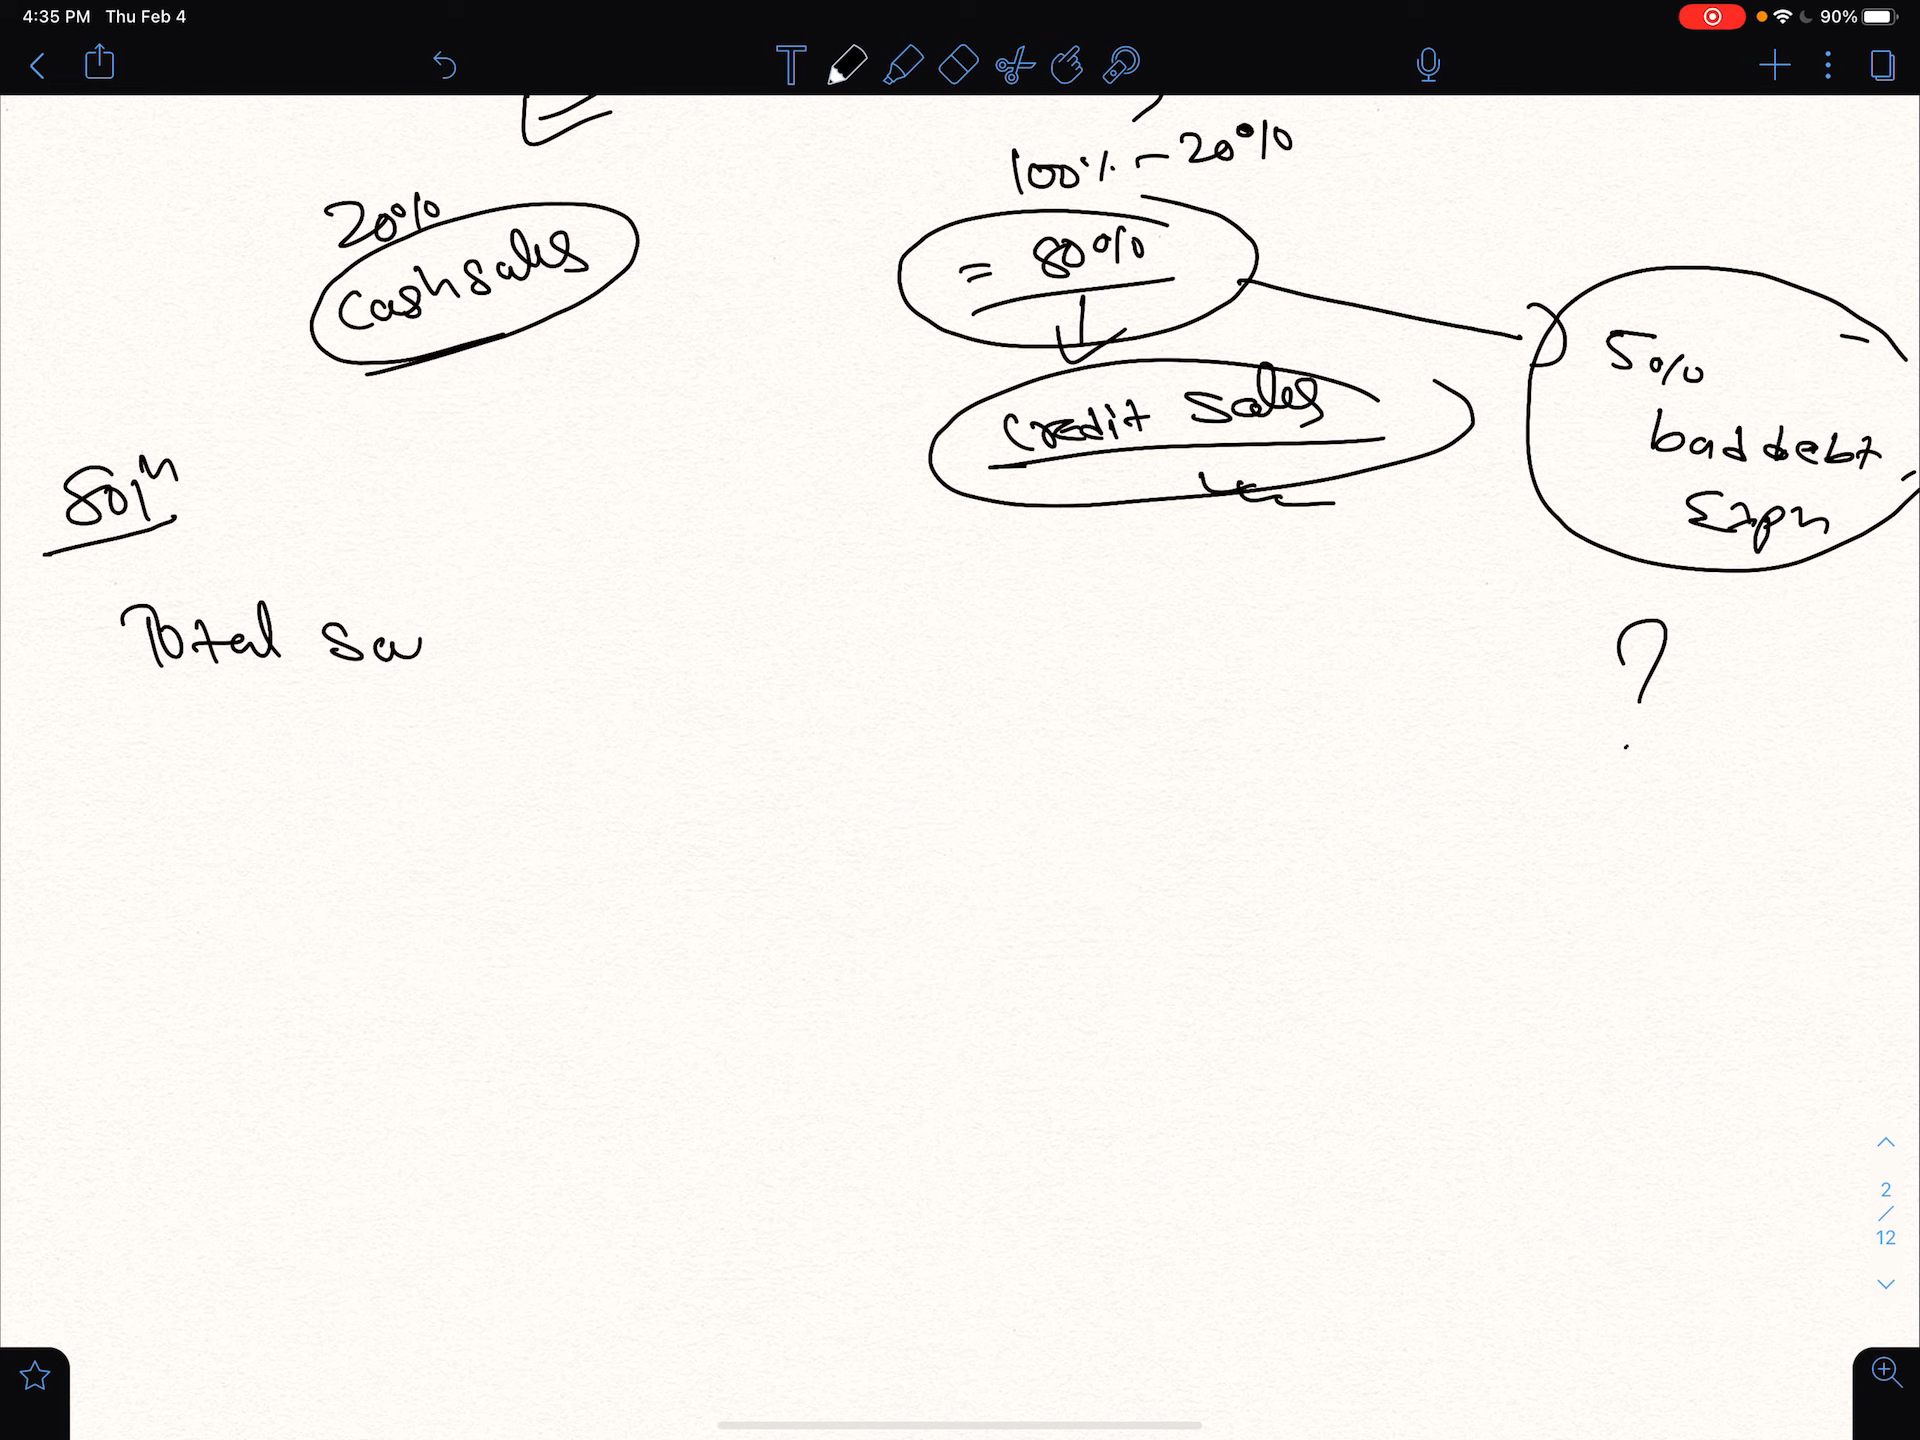 4:35 PM Thu Feb 4
90%
100% - 20%
20%
Cash sales
= 80%
Credit Sales
5%
bad debt
Expn
Soln
Total Sa
?
2
/
12